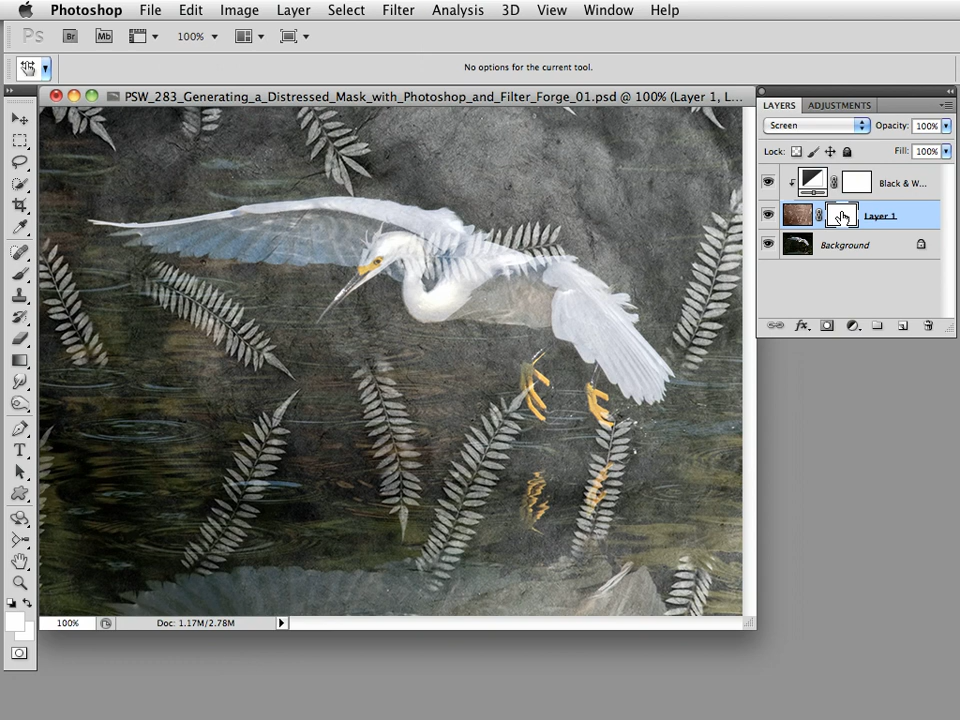 Photoshop File Edit Image Layer Select Filter Analysis 3D View Window Help
Ps Br Mb 100%
No options for the current tool.
PSW_283_Generating_a_Distressed_Mask_with_Photoshop_and_Filter_Forge_01.psd @ 100% (Layer 1, L...
LAYERS ADJUSTMENTS
Screen Opacity: 100%
Lock: Fill: 100%
Black & W...
Layer 1
Background
fx.
T
100% Doc: 1.17M/2.78M